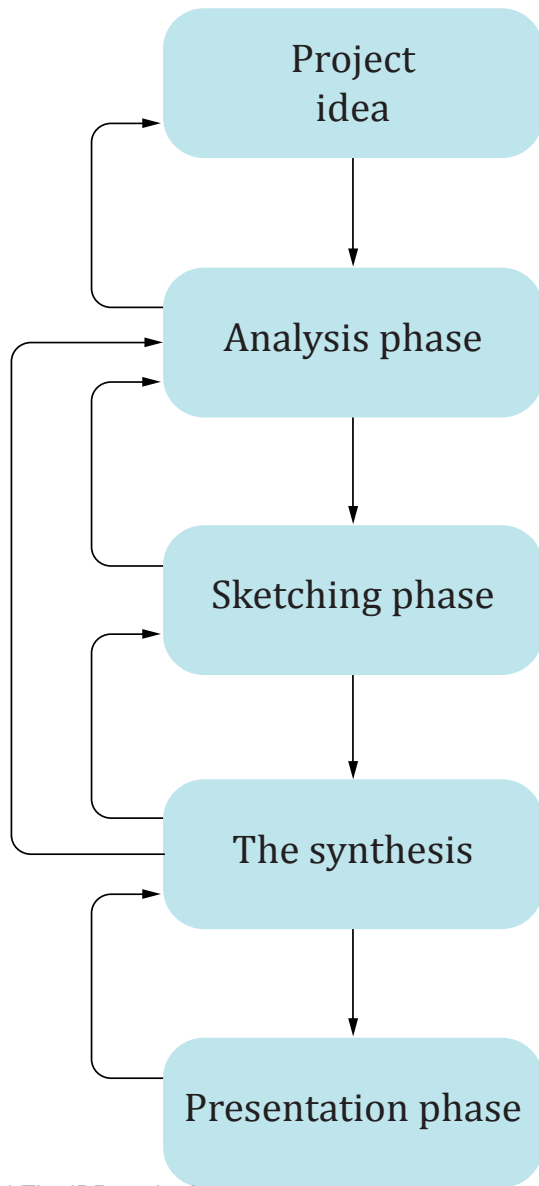 Project
idea
Analysis phase
Sketching phase
The synthesis
Presentation phase